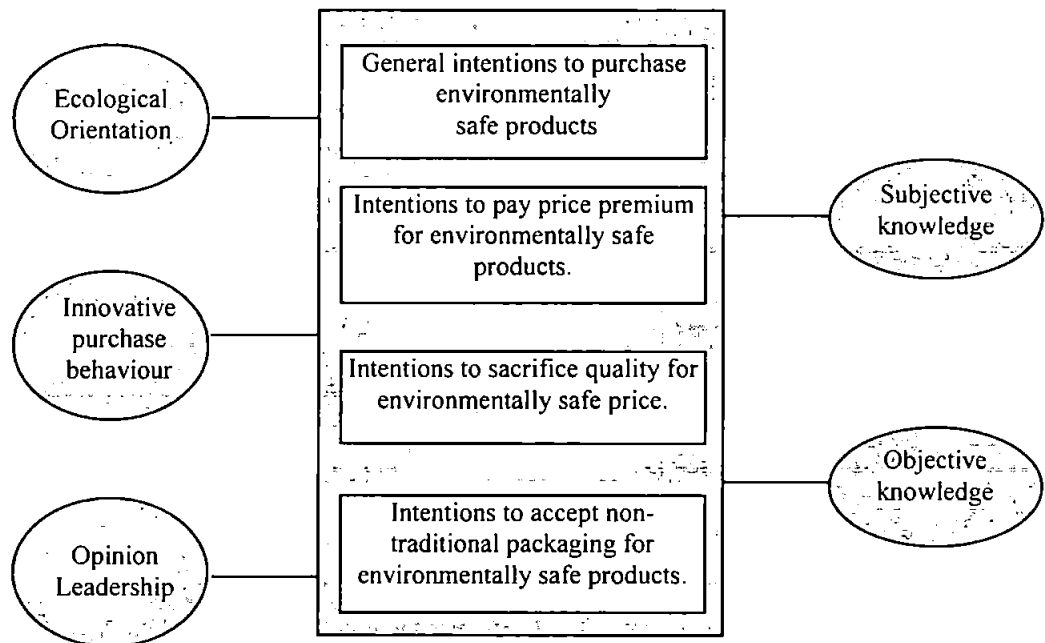 Ecological
Orientation
Innovative
purchase
behaviour
Opinion
Leadership
General intentions to purchase
environmentally
safe products
Intentions to pay price premium
for environmentally safe
products.
Intentions to sacrifice quality for
environmentally safe price.
Intentions to accept non-
traditional packaging for
environmentally safe products.
Subjective
knowledge
Objective
knowledge